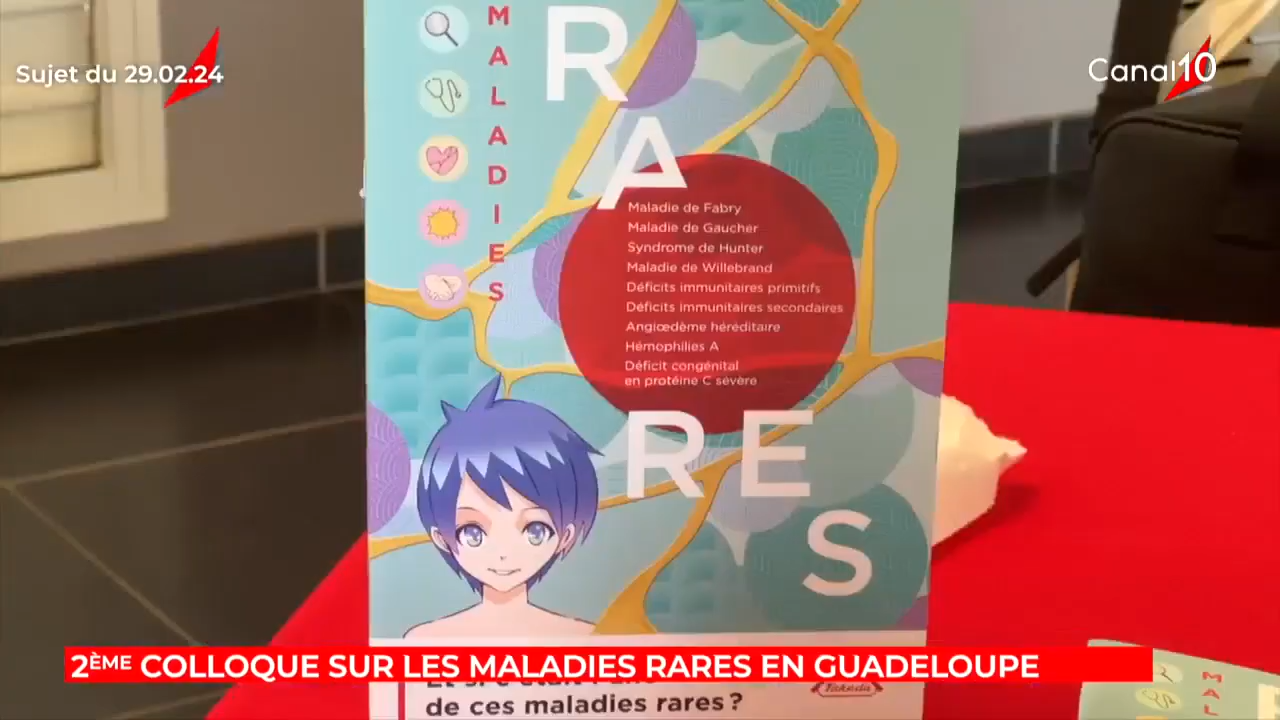 Sujet du 29.02.24
Canal10
MALADIES
RARES
Maladie de Fabry
Maladie de Gaucher
Syndrome de Hunter
Maladie de Willebrand
Déficits immunitaires primitifs
Déficits immunitaires secondaires
Angiœdème héréditaire
Hémophilies A
Déficit congénital
en protéine C sévère
2ÈME COLLOQUE SUR LES MALADIES RARES EN GUADELOUPE
de ces maladies rares ?
Takeda
MAL